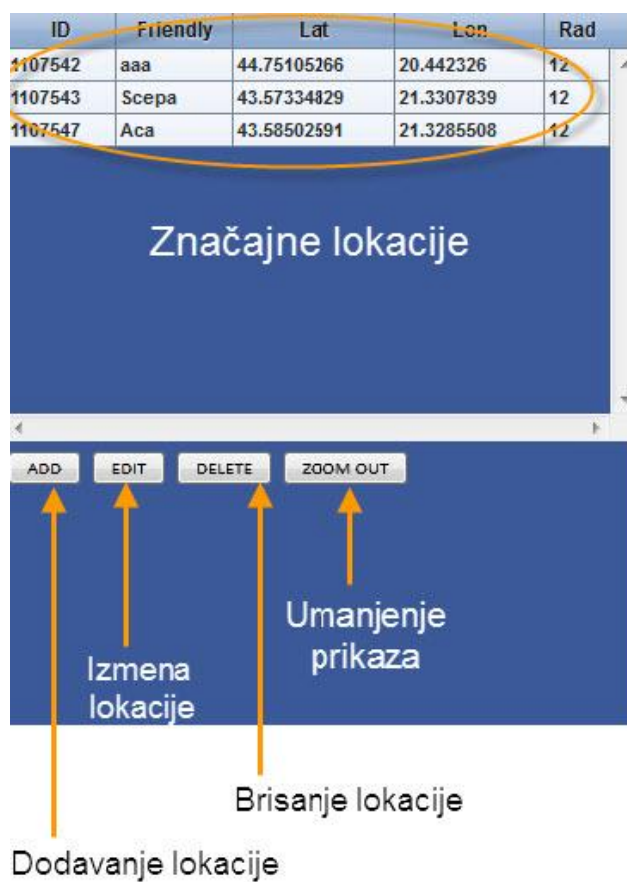 ID Friendly Lat Lon Rad
1107542 aaa 44.75105266 20.442326 12
1107543 Scepa 43.57334829 21.3307839 12
1107547 Aca 43.58502591 21.3285508 12
Značajne lokacije
ADD EDIT DELETE ZOOM OUT
Umanjenje
prikaza
Izmena
lokacije
Brisanje lokacije
Dodavanje lokacije